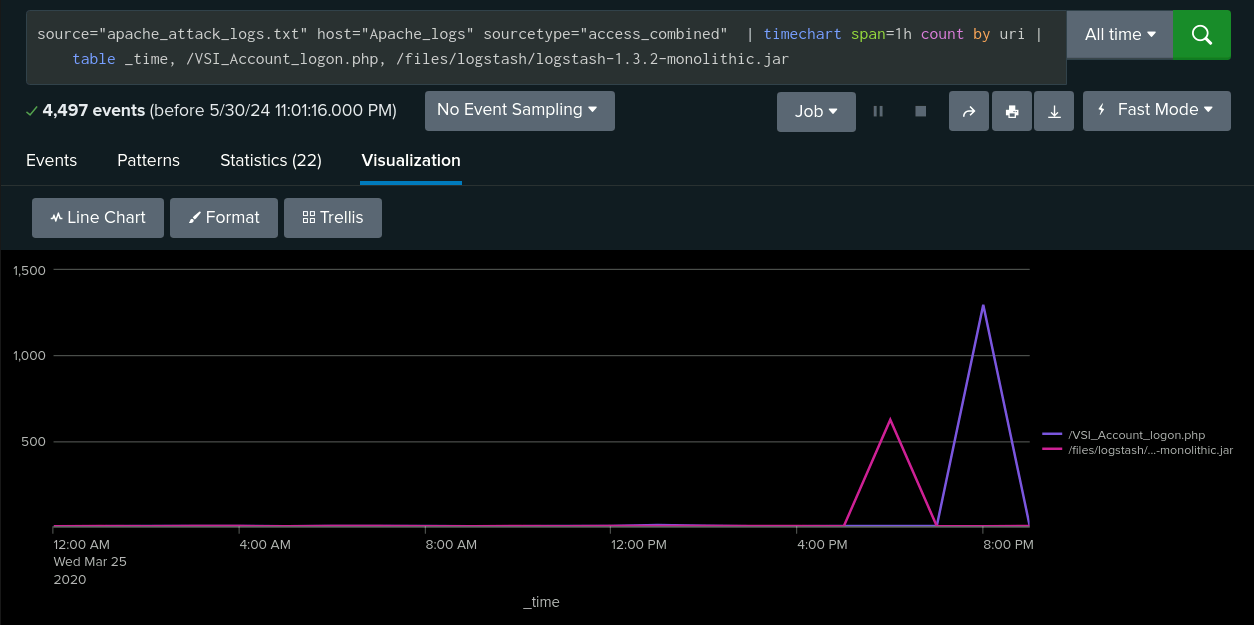 source="apache_attack_logs.txt" host="Apache_logs" sourcetype="access_combined"  | timechart span=1h count by uri |
table _time, /VSI_Account_logon.php, /files/logstash/logstash-1.3.2-monolithic.jar
All time
4,497 events (before 5/30/24 11:01:16.000 PM)
No Event Sampling
Job
Fast Mode
Events
Patterns
Statistics (22)
Visualization
Line Chart
Format
Trellis
1,500
1,000
500
/VSI_Account_logon.php
/files/logstash/...-monolithic.jar
12:00 AM
Wed Mar 25
2020
4:00 AM
8:00 AM
12:00 PM
4:00 PM
8:00 PM
_time